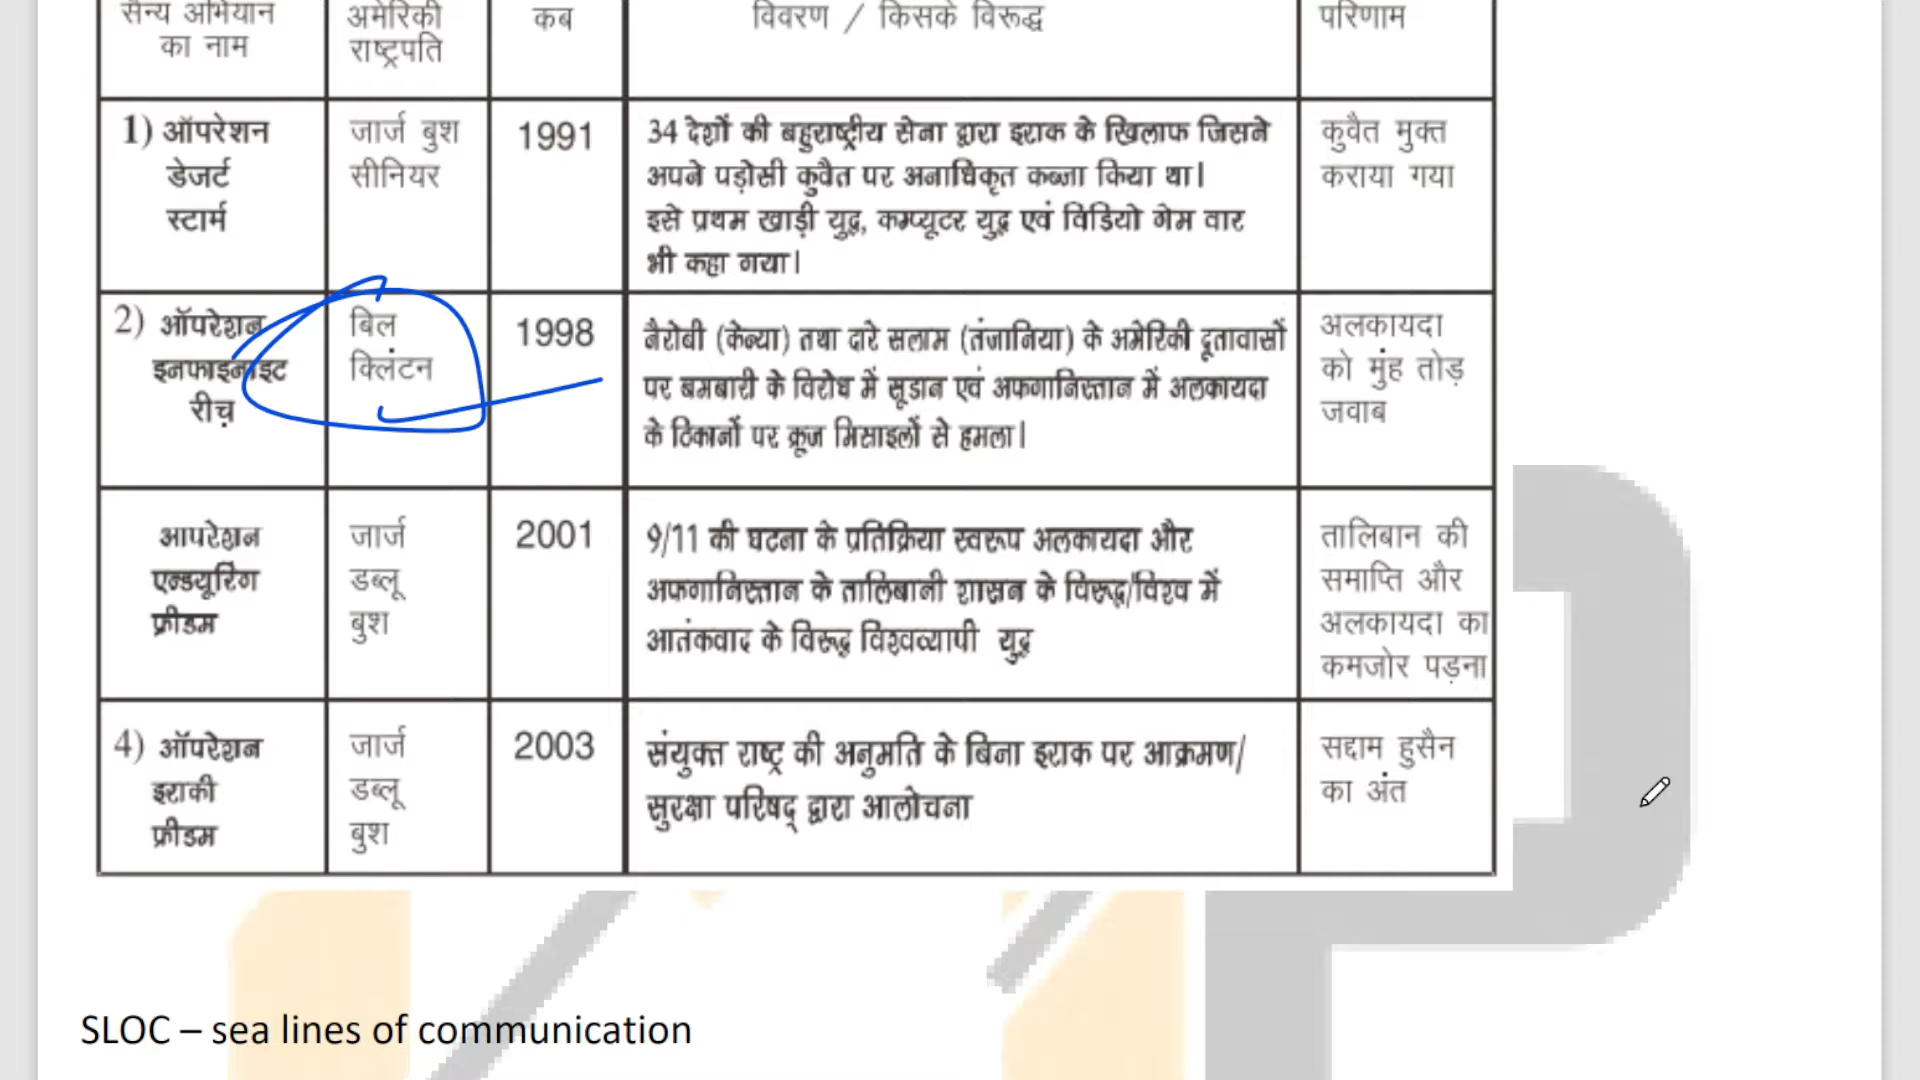 सैन्य अभियान
का नाम
अमेरिकी
राष्ट्रपति
कब
विवरण / किसके विरूद्ध
परिणाम
1) ऑपरेशन
डेजर्ट
स्टार्म
जार्ज बुश
सीनियर
1991
34 देशों की बहुराष्ट्रीय सेना द्वारा इराक के खिलाफ जिसने
अपने पड़ोसी कुवैत पर अनाधिकृत कब्जा किया था।
इसे प्रथम खाड़ी युद्ध, कम्प्यूटर युद्ध एवं विडियो गेम वार
भी कहा गया।
कुवैत मुक्त
कराया गया
2) ऑपरेशन
इनफाइनाइट
रीच़
बिल
क्लिंटन
1998
नैरोबी (केन्या) तथा दारे सलाम (तंजानिया) के अमेरिकी दूतावासों
पर बमबारी के विरोध में सूडान एवं अफगानिस्तान में अलकायदा
के ठिकानों पर क्रूज मिसाइलों से हमला।
अलकायदा
को मुंह तोड़
जवाब
आपरेशन
एन्ड्यूरिंग
फ्रीडम
जार्ज
डब्लू
बुश
2001
9/11 की घटना के प्रतिक्रिया स्वरूप अलकायदा और
अफगानिस्तान के तालिबानी शासन के विरूद्ध/विश्व में
आतंकवाद के विरूद्ध विश्वव्यापी युद्ध
तालिबान की
समाप्ति और
अलकायदा का
कमजोर पड़ना
4) ऑपरेशन
इराकी
फ्रीडम
जार्ज
डब्लू
बुश
2003
संयुक्त राष्ट्र की अनुमति के बिना इराक पर आक्रमण/
सुरक्षा परिषद् द्वारा आलोचना
सद्दाम हुसैन
का अंत
SLOC – sea lines of communication